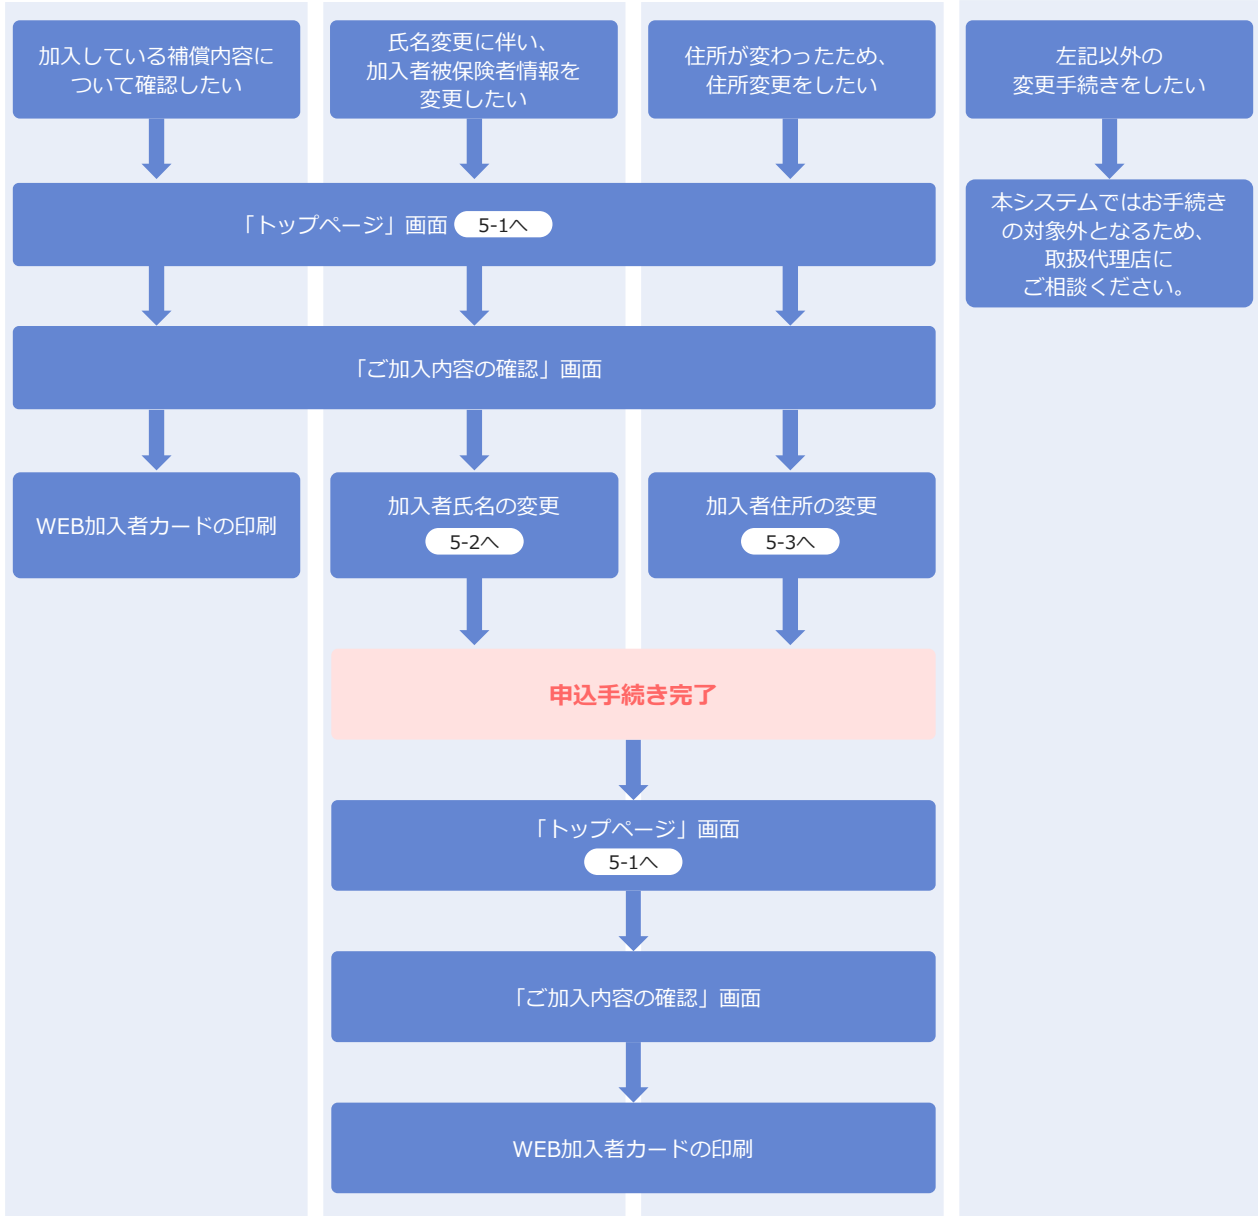 加入している補償内容に
ついて確認したい
氏名変更に伴い、
加入者被保険者情報を
変更したい
住所が変わったため、
住所変更をしたい
左記以外の
変更手続きをしたい
「トップページ」画面 5-1へ
本システムではお手続き
の対象外となるため、
取扱代理店に
ご相談ください。
「ご加入内容の確認」画面
WEB加入者カードの印刷
加入者氏名の変更
5-2へ
加入者住所の変更
5-3へ
申込手続き完了
「トップページ」画面
5-1へ
「ご加入内容の確認」画面
WEB加入者カードの印刷